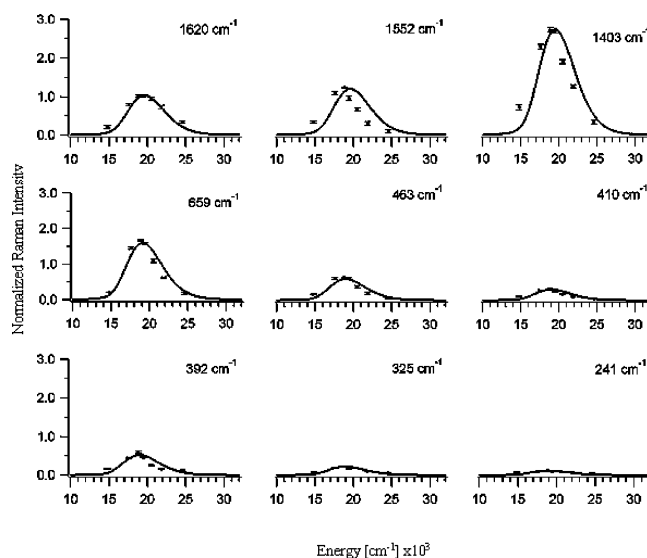 Normalized Raman Intensity
3.0
2.0
1.0
0.0
1620 cm-1
10 15 20 25 30
1552 cm-1
10 15 20 25 30
1403 cm-1
10 15 20 25 30
3.0
2.0
1.0
0.0
659 cm-1
10 15 20 25 30
463 cm-1
10 15 20 25 30
410 cm-1
10 15 20 25 30
3.0
2.0
1.0
0.0
392 cm-1
10 15 20 25 30
325 cm-1
10 15 20 25 30
241 cm-1
10 15 20 25 30
Energy [cm-1] x10³